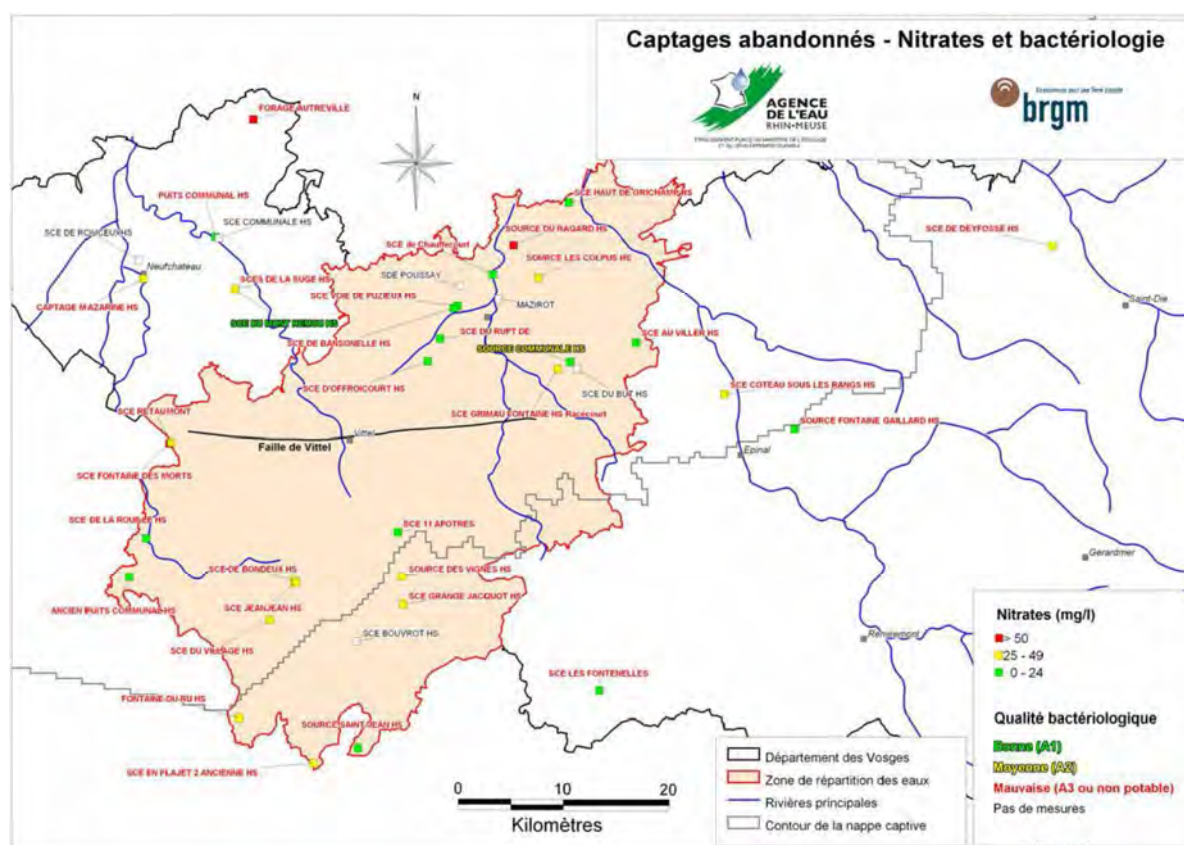 Captages abandonnés - Nitrates et bactériologie
AGENCE
DE L'EAU
RHIN-MEUSE
brgm
N
FORAGE AUTREVILLE
PUITS COMMUNAL HS
SCE COMMUNALE HS
SCE DE ROUCEUX HS
Neufchateau
SCES DE LA SUGE HS
CAPTAGE MAZARINE HS
SCE HAUT DE GRICHAMP HS
SOURCE DU RAGARD HS
SCE de Chauffecourt
SOURCE LES COLPUS HS
SCE DE DEYFOSSE HS
SDE POUSSAY
SCE VOIE DE PUZIEUX HS
MAZIROT
Saint-Die
SCE DU RUPT DE
SCE DE BANSONELLE HS
SCE AU VILLER HS
SOURCE COMMUNALE HS
SCE D'OFFROICOURT HS
SCE DU BUT HS
SCE COTEAU SOUS LES RANGS HS
SCE GRIMAU FONTAINE HS Racécourt
SCE RETAUMONT
SOURCE FONTAINE GAILLARD HS
Vittel
Faille de Vittel
Epinal
SCE FONTAINE DES MORTS
SCE DE LA ROUBLE HS
SCE 11 APOTRES
Gerardmer
SCE DE BONDEUX HS
SOURCE DES VIGNES HS
SCE GRANGE JACQUOT HS
ANCIEN PUITS COMMUNAL HS
SCE JEANJEAN HS
SCE BOUVROT HS
Remiremont
SCE DU VILLAGE HS
SCE LES FONTENELLES
FONTAINE-DU-RU HS
SOURCE SAINT JEAN HS
SCE EN PLAJET 2 ANCIENNE HS
0 10 20
Kilomètres
Département des Vosges
Zone de répartition des eaux
Rivières principales
Contour de la nappe captive
Nitrates (mg/l)
> 50
25 - 49
0 - 24
Qualité bactériologique
Bonne (A1)
Moyenne (A2)
Mauvaise (A3 ou non potable)
Pas de mesures